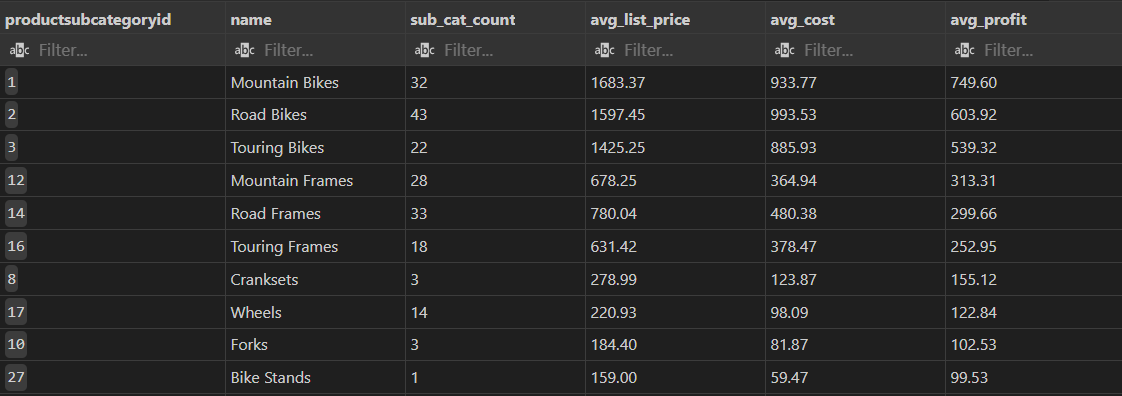 productsubcategoryid name sub_cat_count avg_list_price avg_cost avg_profit
abc Filter... abc Filter... abc Filter... abc Filter... abc Filter... abc Filter...
1 Mountain Bikes 32 1683.37 933.77 749.60
2 Road Bikes 43 1597.45 993.53 603.92
3 Touring Bikes 22 1425.25 885.93 539.32
12 Mountain Frames 28 678.25 364.94 313.31
14 Road Frames 33 780.04 480.38 299.66
16 Touring Frames 18 631.42 378.47 252.95
8 Cranksets 3 278.99 123.87 155.12
17 Wheels 14 220.93 98.09 122.84
10 Forks 3 184.40 81.87 102.53
27 Bike Stands 1 159.00 59.47 99.53